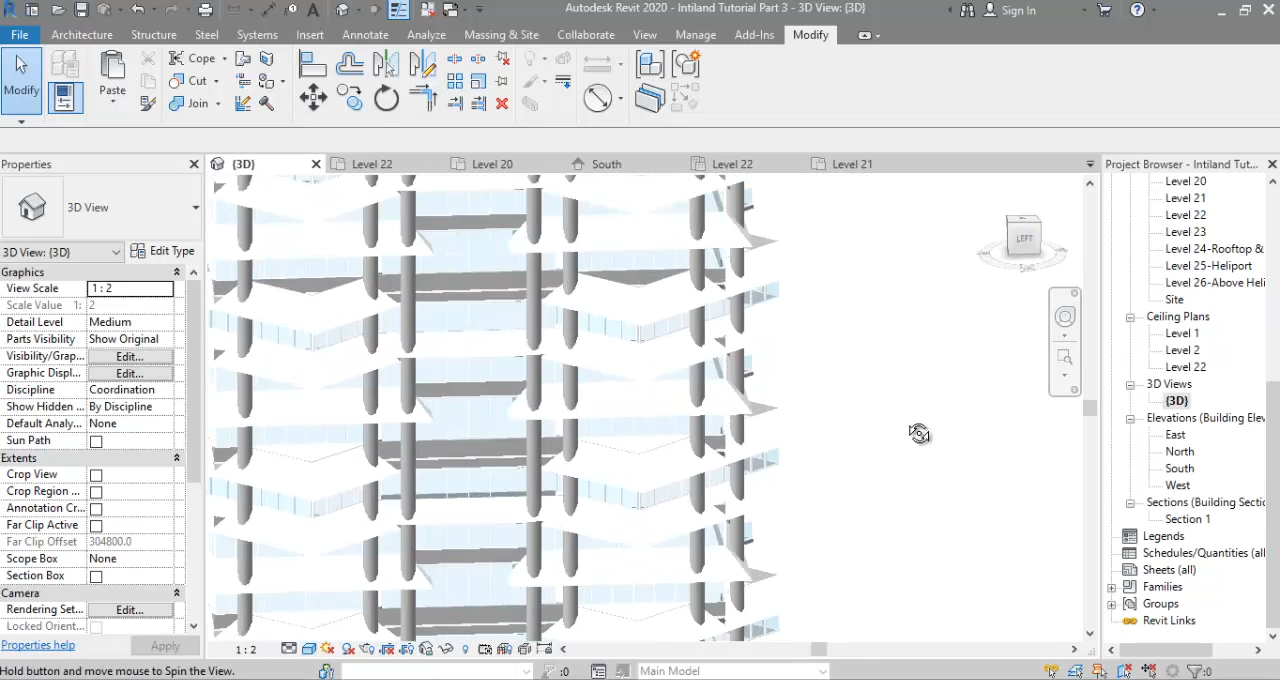 Autodesk Revit 2020 - Intiland Tutorial Part 3 - 3D View: {3D}
Sign In
File Architecture Structure Steel Systems Insert Annotate Analyze Massing & Site Collaborate View Manage Add-Ins Modify
Modify
Paste
Cope
Cut
Join
Properties
{3D}
Level 22
Level 20
South
Level 22
Level 21
Project Browser - Intiland Tut...
3D View
3D View: {3D}
Edit Type
Graphics
View Scale 1 : 2
Scale Value 1: 2
Detail Level Medium
Parts Visibility Show Original
Visibility/Grap... Edit...
Graphic Displ... Edit...
Discipline Coordination
Show Hidden ... By Discipline
Default Analy... None
Sun Path
Extents
Crop View
Crop Region ...
Annotation Cr...
Far Clip Active
Far Clip Offset 304800.0
Scope Box None
Section Box
Camera
Rendering Set... Edit...
Locked Orient...
Properties help
Apply
LEFT
Level 20
Level 21
Level 22
Level 23
Level 24-Rooftop &
Level 25-Heliport
Level 26-Above Heli
Site
Ceiling Plans
Level 1
Level 2
Level 22
3D Views
{3D}
Elevations (Building Elev
East
North
South
West
Sections (Building Sectio
Section 1
Legends
Schedules/Quantities (all
Sheets (all)
Families
Groups
Revit Links
1 : 2
Hold button and move mouse to Spin the View.
:0
Main Model
:0